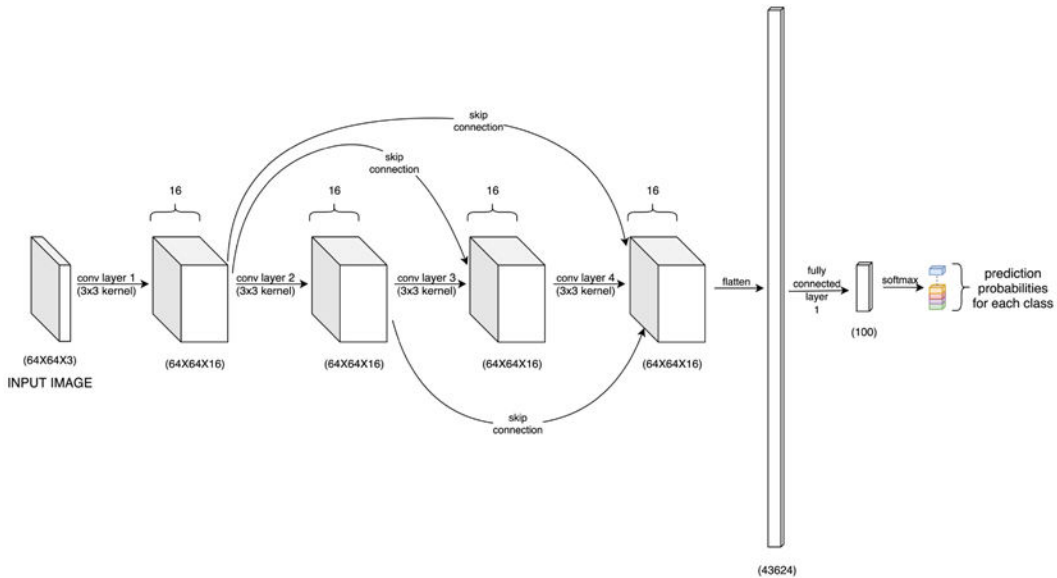 skip
connection
skip
connection
16
16
16
16
conv layer 1
(3x3 kernel)
conv layer 2
(3x3 kernel)
conv layer 3
(3x3 kernel)
conv layer 4
(3x3 kernel)
flatten
fully
connected
layer
1
softmax
prediction
probabilities
for each class
(64X64X3)
INPUT IMAGE
(64X64X16)
(64X64X16)
(64X64X16)
(64X64X16)
(100)
skip
connection
(43624)